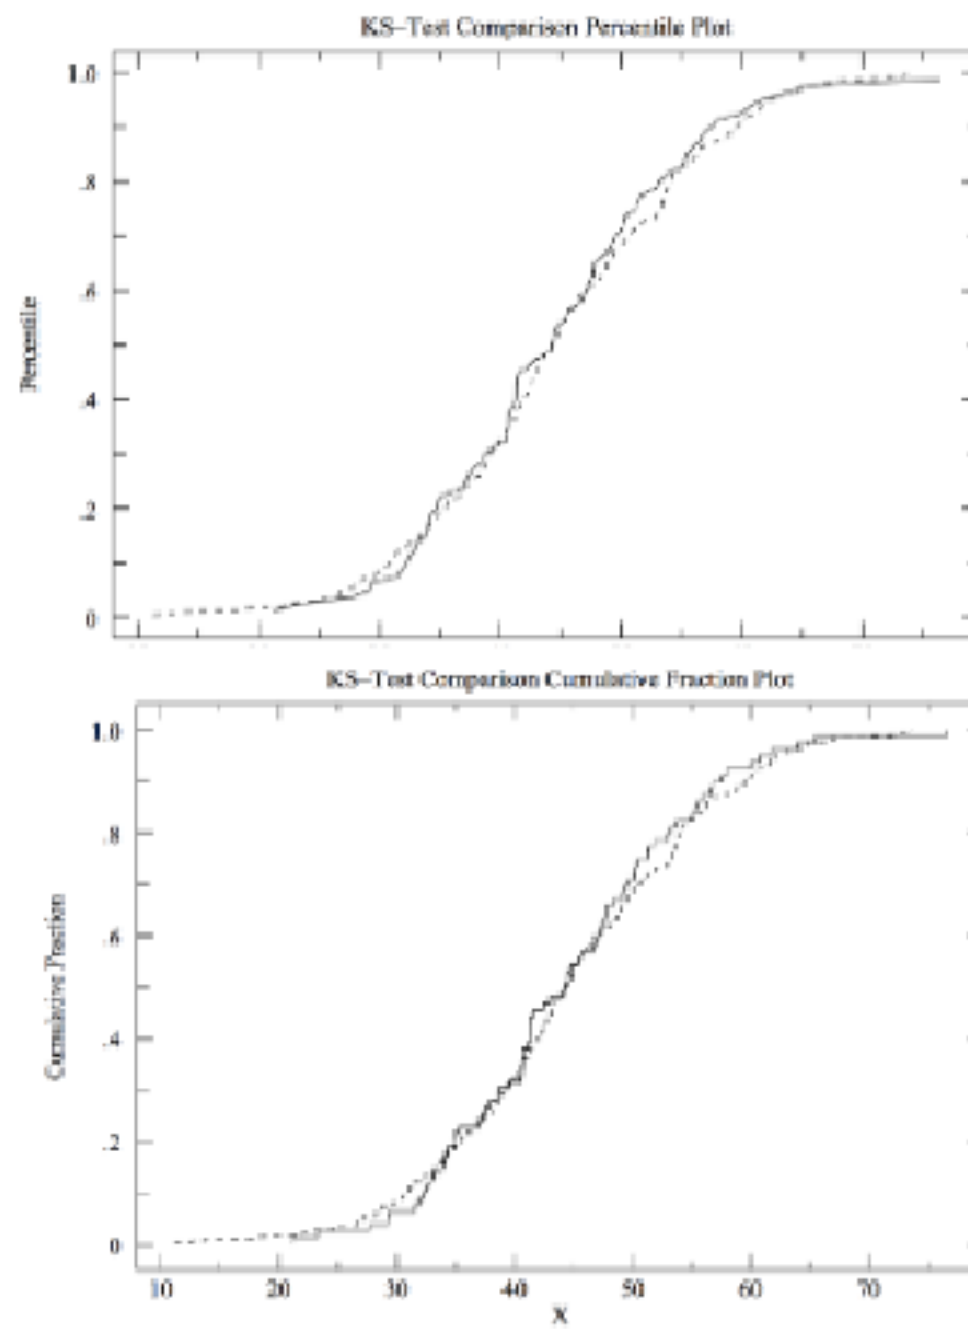 KS-Test Comparison Percentile Plot
1.0
.8
.6
.4
.2
0
Percentile
KS-Test Comparison Cumulative Fraction Plot
1.0
.8
.6
.4
.2
0
Cumulative Fraction
10 20 30 40 50 60 70
X